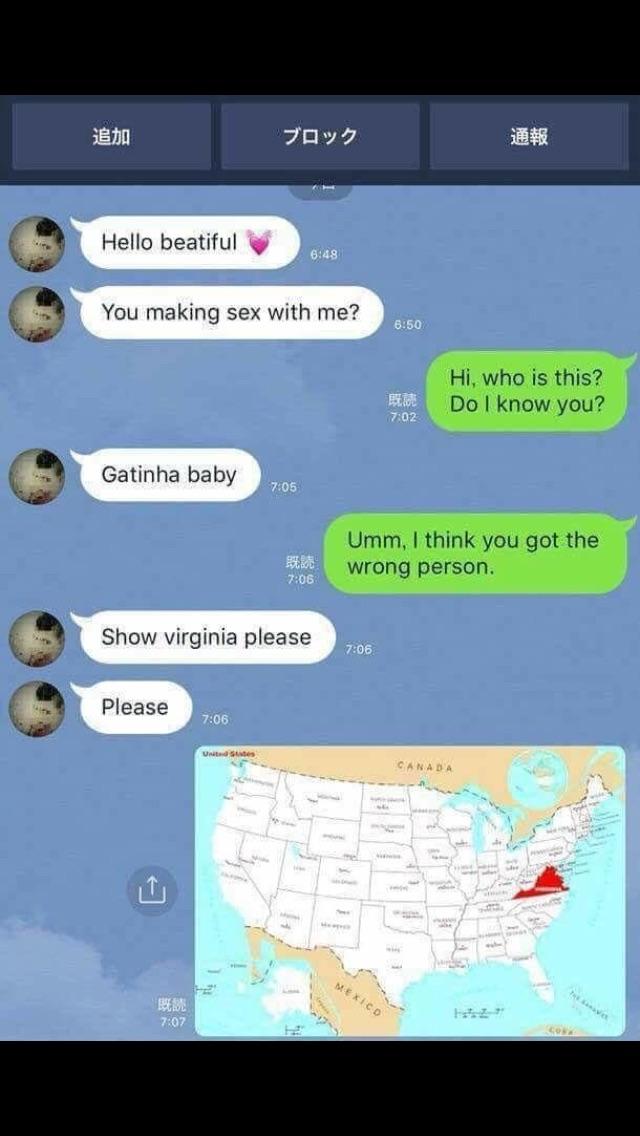 追加
ブロック
通報
Hello beatiful
6:48
You making sex with me?
6:50
Hi, who is this?
Do I know you?
既読
7:02
Gatinha baby
7:05
Umm, I think you got the
wrong person.
既読
7:06
Show virginia please
7:06
Please
7:06
United States
CANADA
MEXICO
THE BAHAMAS
CUBA
既読
7:07